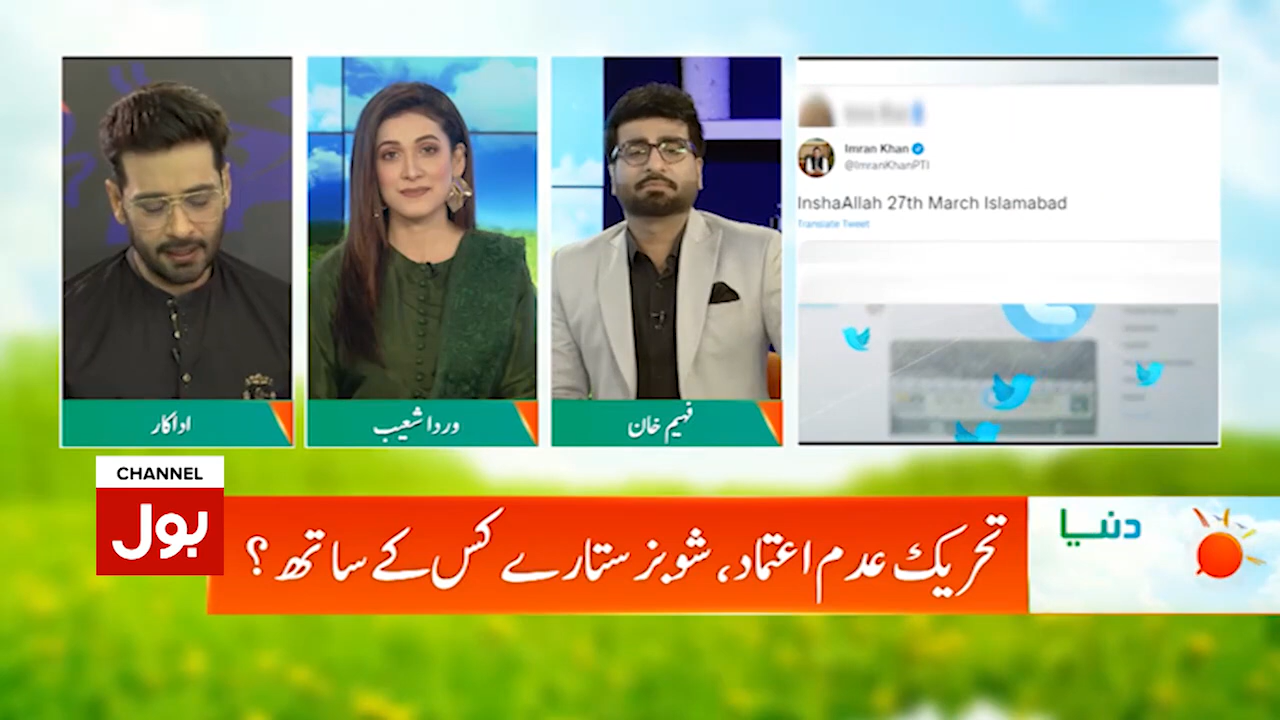 Imran Khan
@ImranKhanPTI
InshaAllah 27th March Islamabad
Translate Tweet
اداکار
وردا شعیب
فہیم خان
CHANNEL
بول
تحریک عدم اعتماد، شوبز ستارے کس کے ساتھ ؟
دنیا